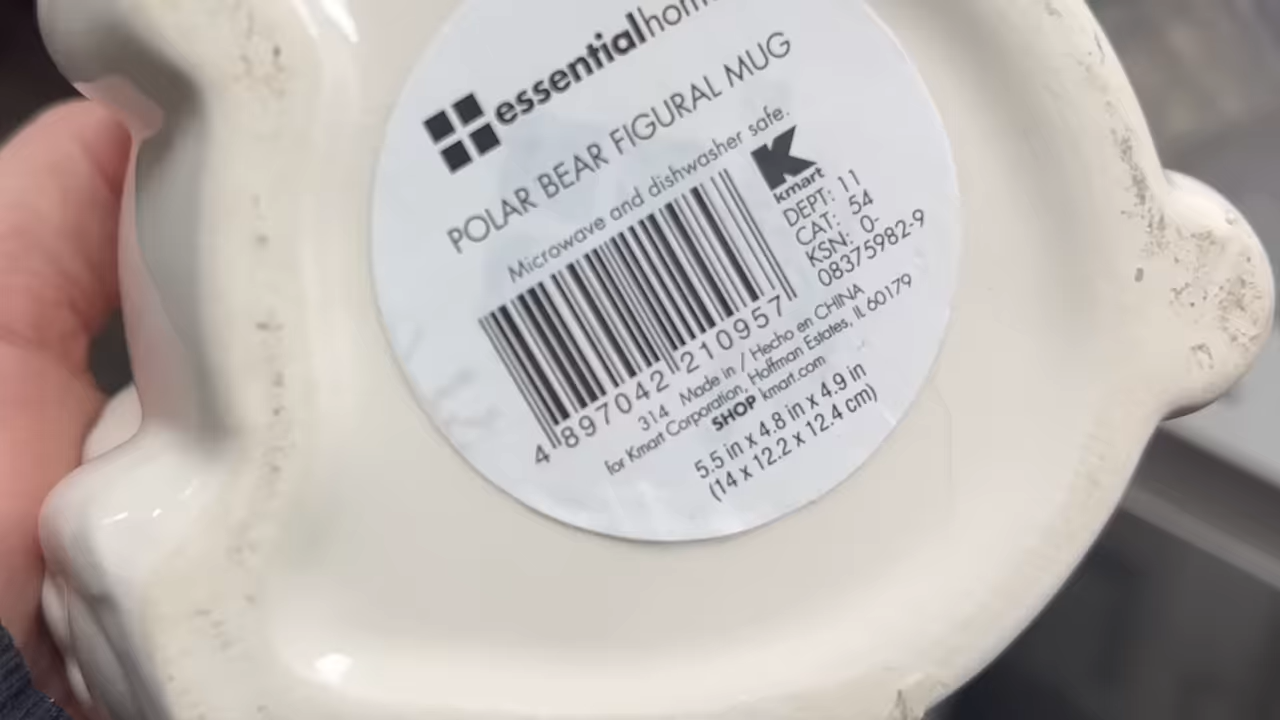 essentialhom
POLAR BEAR FIGURAL MUG
Microwave and dishwasher safe.
kmart
DEPT: 11
CAT: 54
KSN: 0-
08375982-9
4 897042 210957
314 Made in / Hecho en CHINA
for Kmart Corporation, Hoffman Estates, IL 60179
SHOP kmart.com
5.5 in x 4.8 in x 4.9 in
(14 x 12.2 x 12.4 cm)